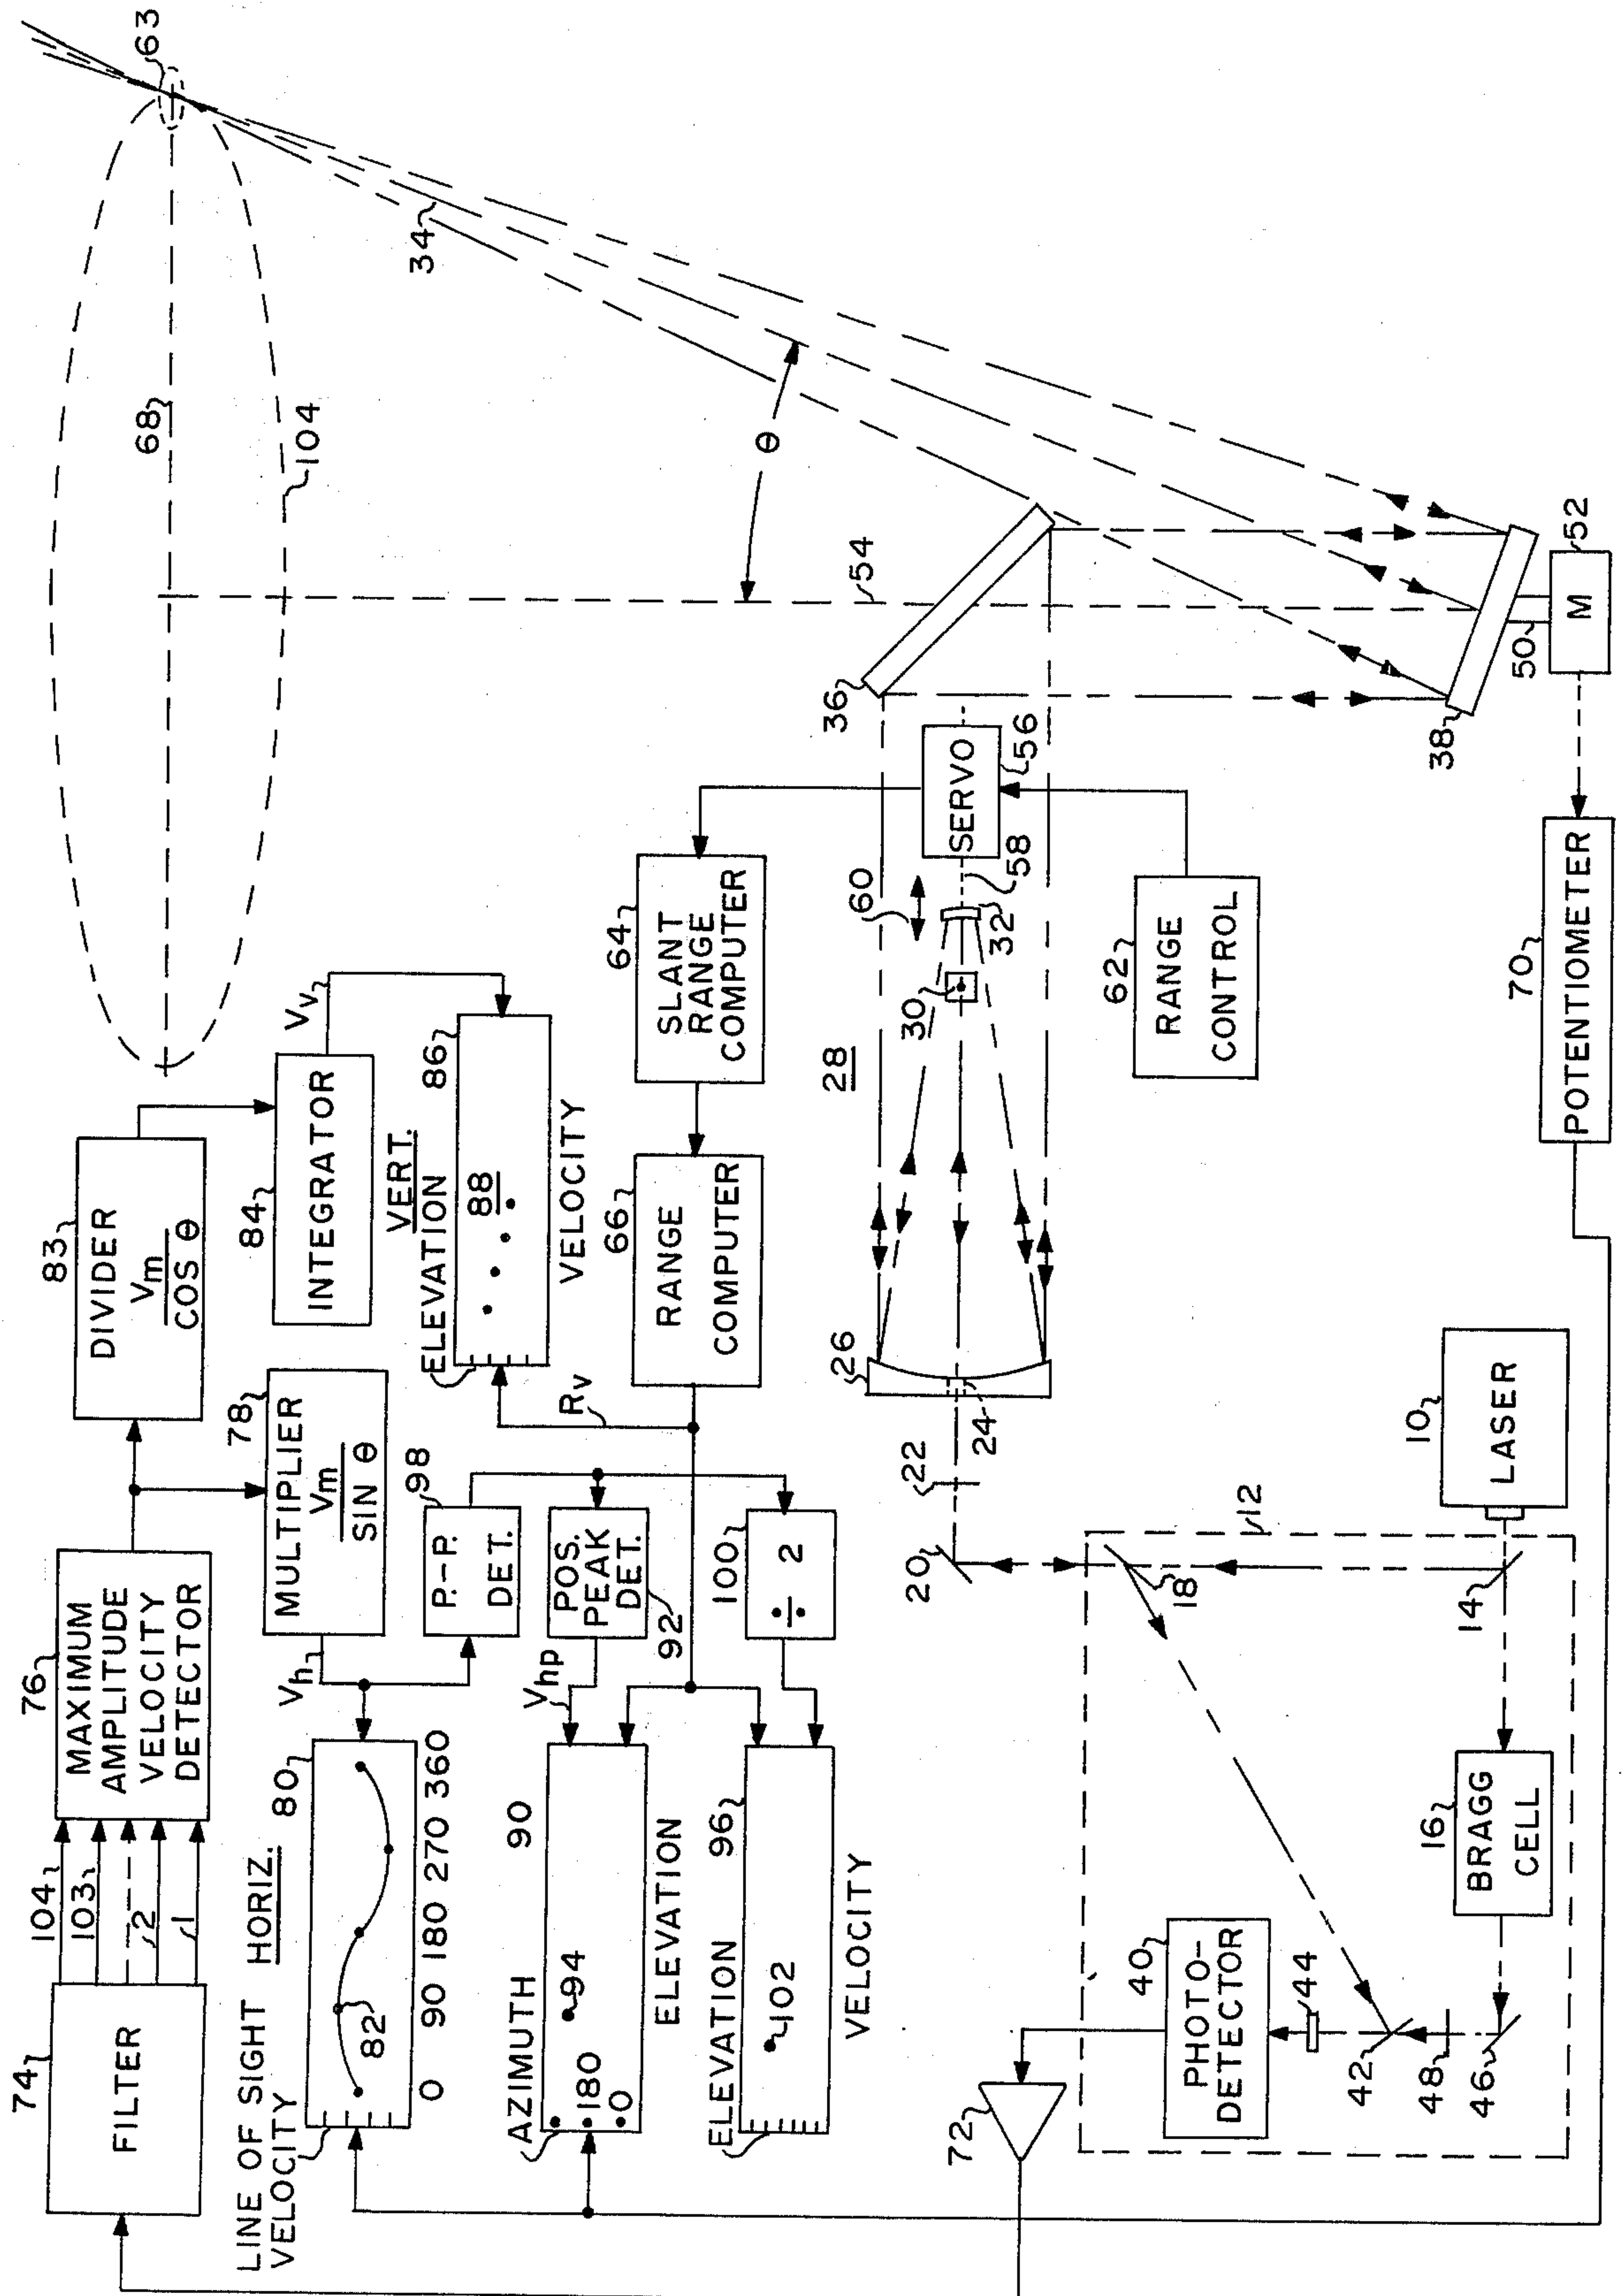 74
FILTER
104
103
2
1
76
MAXIMUM
AMPLITUDE
VELOCITY
DETECTOR
83
DIVIDER
Vm
COS θ
78
MULTIPLIER
Vm
SIN θ
84
INTEGRATOR
Vv
68
104
63
34
θ
LINE OF SIGHT
VELOCITY
HORIZ.
80
82
0 90 180 270 360
Vh
98
P.-P.
DET.
VERT.
ELEVATION
86
88
VELOCITY
Rv
AZIMUTH
90
180
0
94
ELEVATION
Vhp
POS.
PEAK
DET.
92
ELEVATION
96
102
VELOCITY
100
÷ 2
66
RANGE
COMPUTER
64
SLANT
RANGE
COMPUTER
SERVO
56
58
60
32
30
28
26
24
22
20
36
54
38
50
M
52
62
RANGE
CONTROL
70
POTENTIOMETER
72
12
18
14
10
LASER
16
BRAGG
CELL
40
PHOTO-
DETECTOR
44
42
48
46